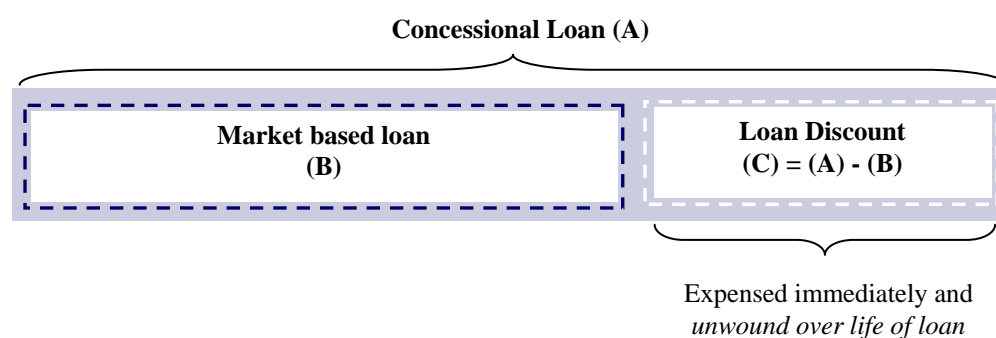 Concessional Loan (A)
Market based loan
(B)
Loan Discount
(C) = (A) - (B)
Expensed immediately and
unwound over life of loan